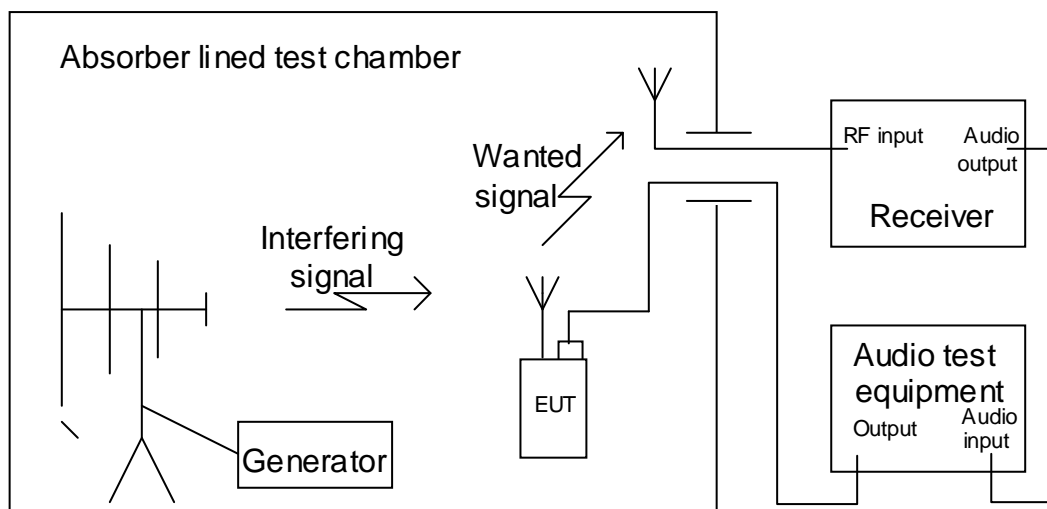 Absorber lined test chamber
Wanted
signal
Interfering
signal
Generator
EUT
RF input
Audio
output
Receiver
Audio test
equipment
Output
Audio
input